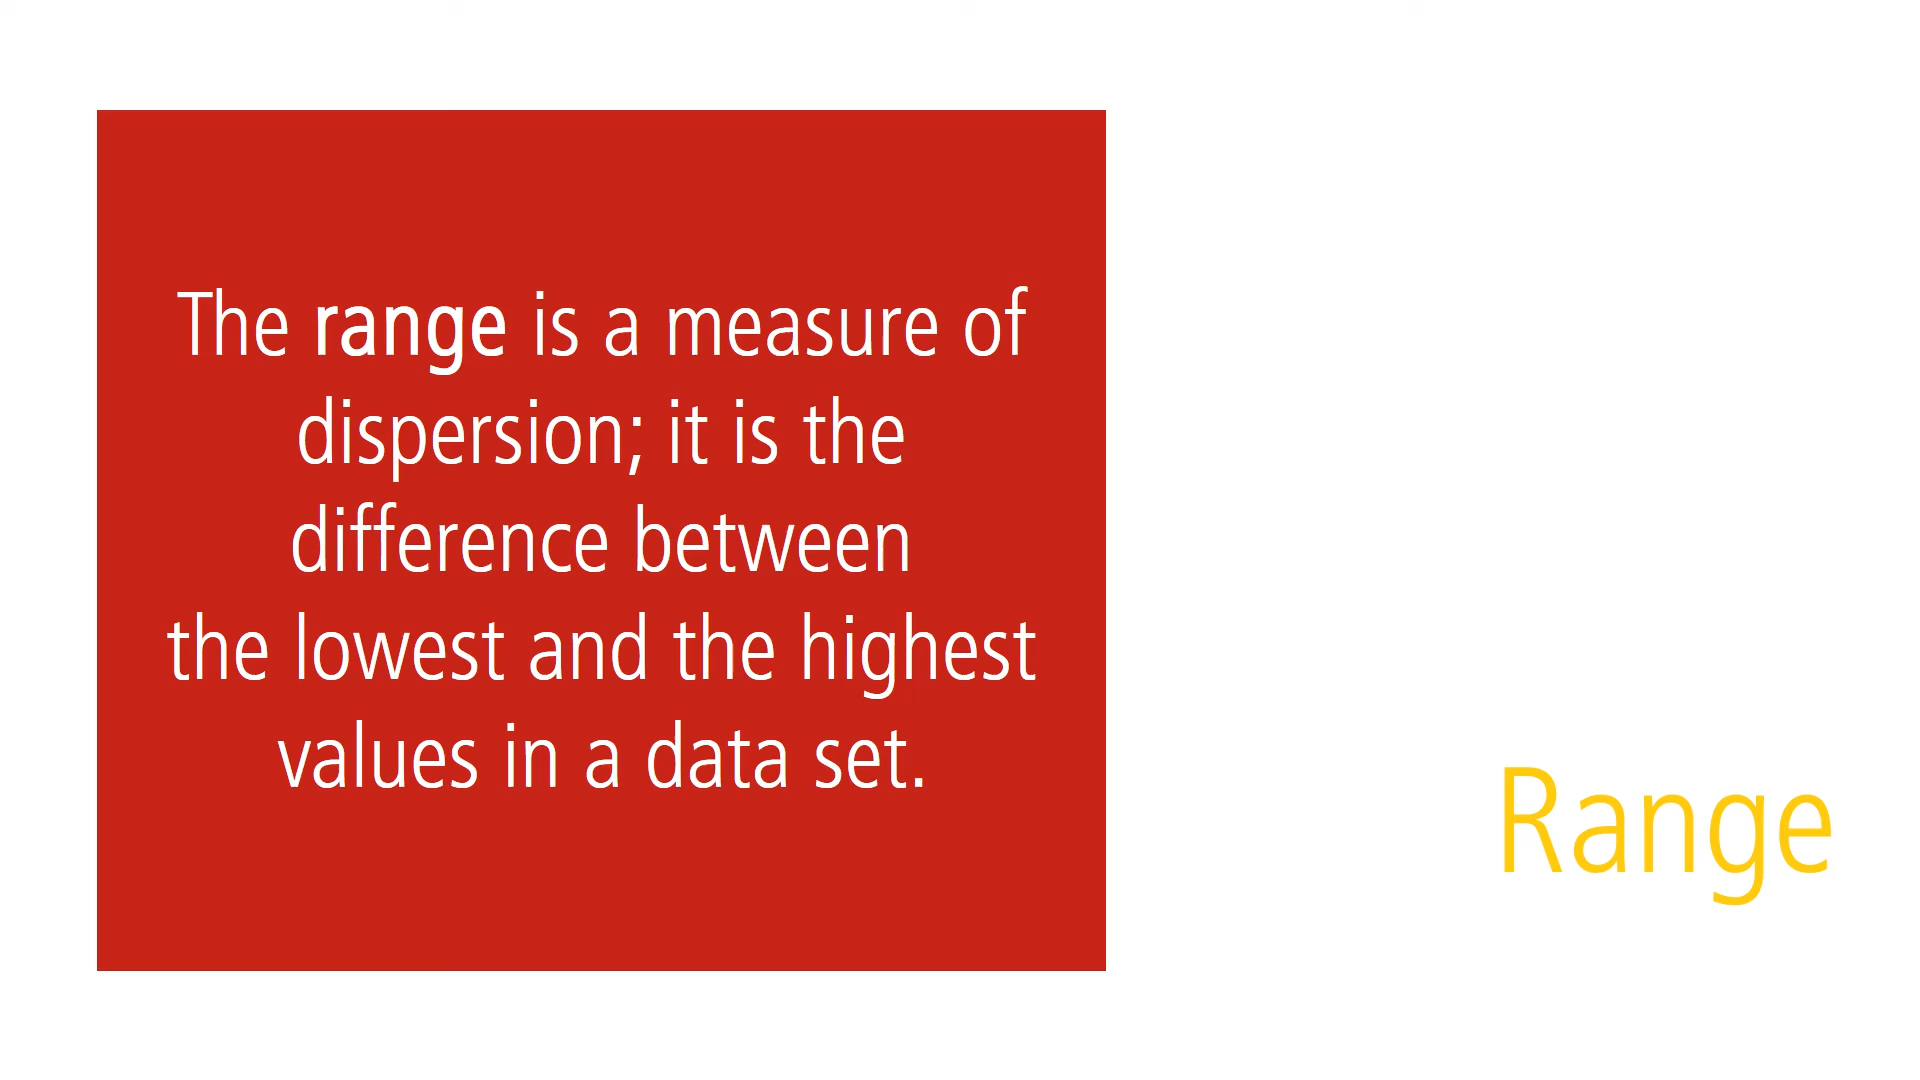 The range is a measure of
dispersion; it is the
difference between
the lowest and the highest
values in a data set.
Range